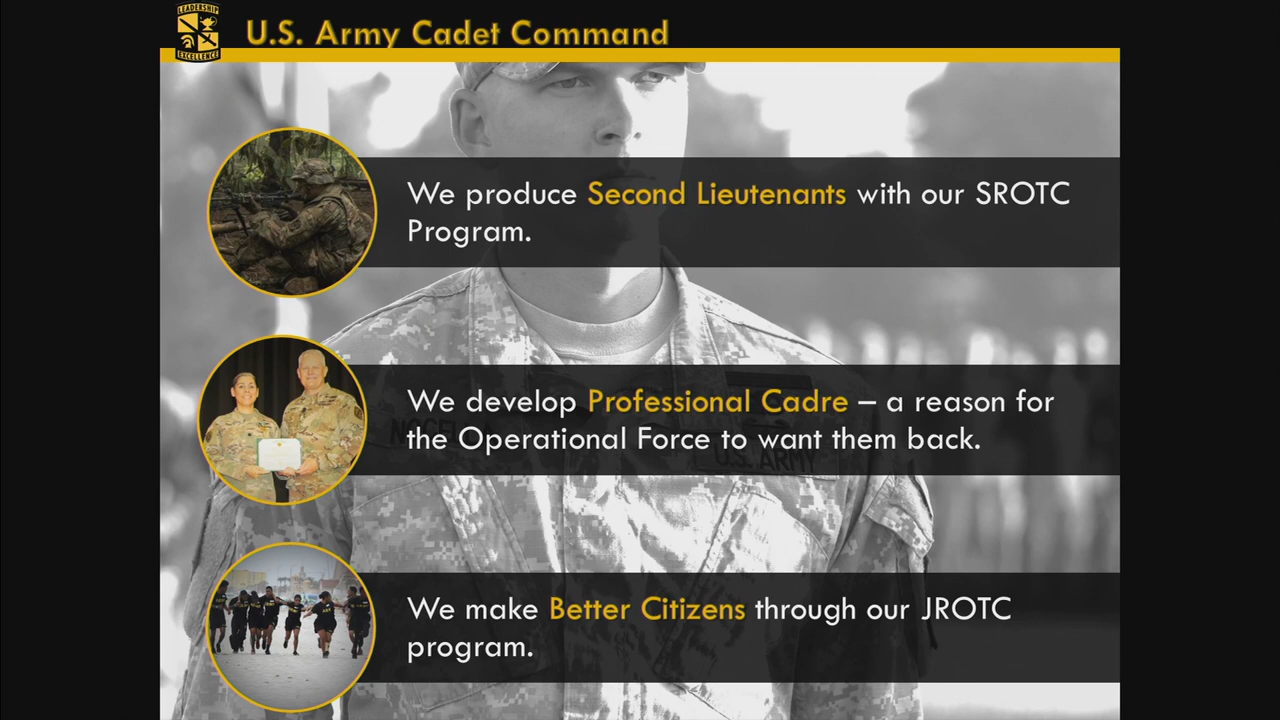 LEADERSHIP
EXCELLENCE
U.S. Army Cadet Command
We produce Second Lieutenants with our SROTC
Program.
We develop Professional Cadre – a reason for
the Operational Force to want them back.
U.S. ARMY
We make Better Citizens through our JROTC
program.